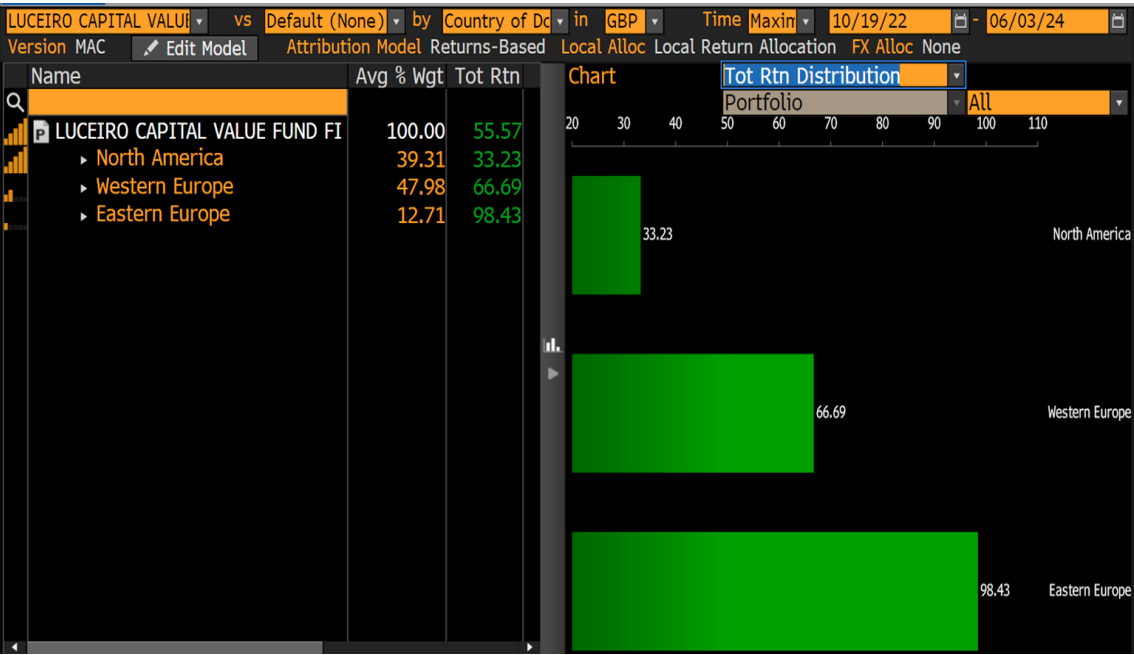 LUCEIRO CAPITAL VALUE vs Default (None) by Country of Do in GBP Time Maxim 10/19/22 - 06/03/24
Version MAC Edit Model Attribution Model Returns-Based Local Alloc Local Return Allocation FX Alloc None
Name Avg % Wgt Tot Rtn
P LUCEIRO CAPITAL VALUE FUND FI 100.00 55.57
North America 39.31 33.23
Western Europe 47.98 66.69
Eastern Europe 12.71 98.43
Chart Tot Rtn Distribution
Portfolio All
20 30 40 50 60 70 80 90 100 110
33.23 North America
66.69 Western Europe
98.43 Eastern Europe